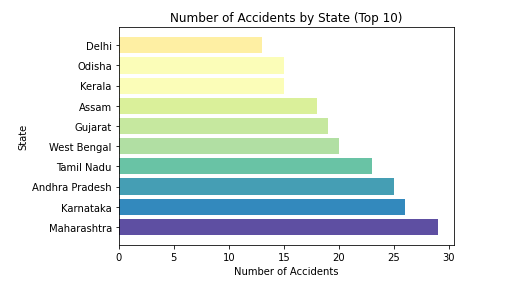 Number of Accidents by State (Top 10)
State
Delhi
Odisha
Kerala
Assam
Gujarat
West Bengal
Tamil Nadu
Andhra Pradesh
Karnataka
Maharashtra
0 5 10 15 20 25 30
Number of Accidents